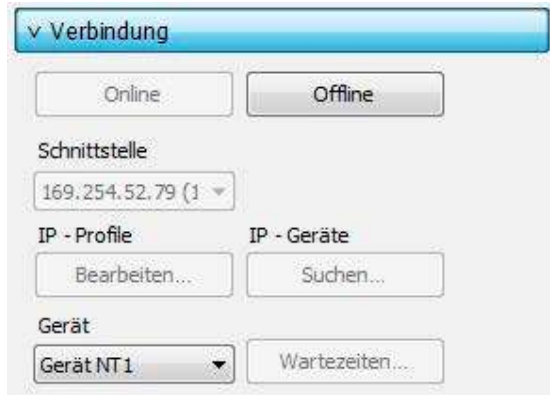 v Verbindung
Online Offline
Schnittstelle
169.254.52.79 (1
IP - Profile IP - Geräte
Bearbeiten... Suchen...
Gerät
Gerät NT1 Wartezeiten...